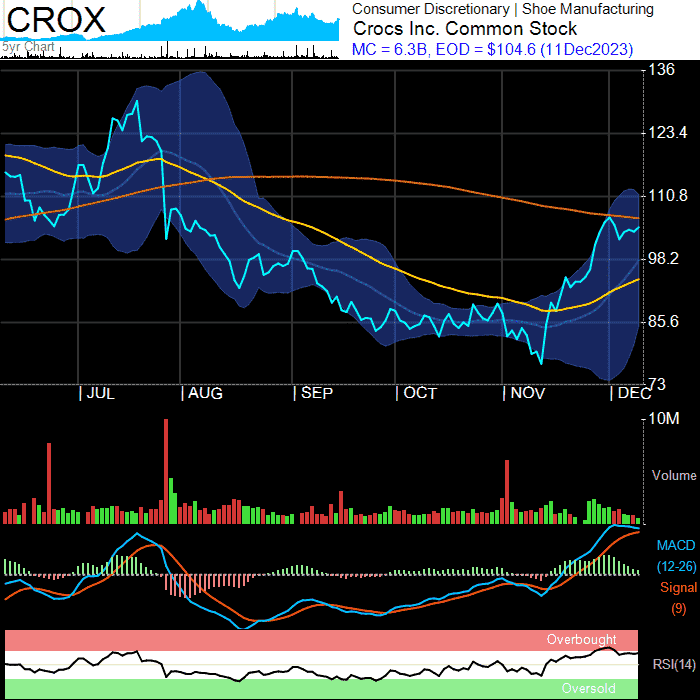 CROX
5yr Chart
Consumer Discretionary | Shoe Manufacturing
Crocs Inc. Common Stock
MC = 6.3B, EOD = $104.6 (11Dec2023)
136
123.4
110.8
98.2
85.6
73
| JUL | AUG | SEP | OCT | NOV | DEC
10M
Volume
MACD
(12-26)
Signal
(9)
Overbought
RSI(14)
Oversold